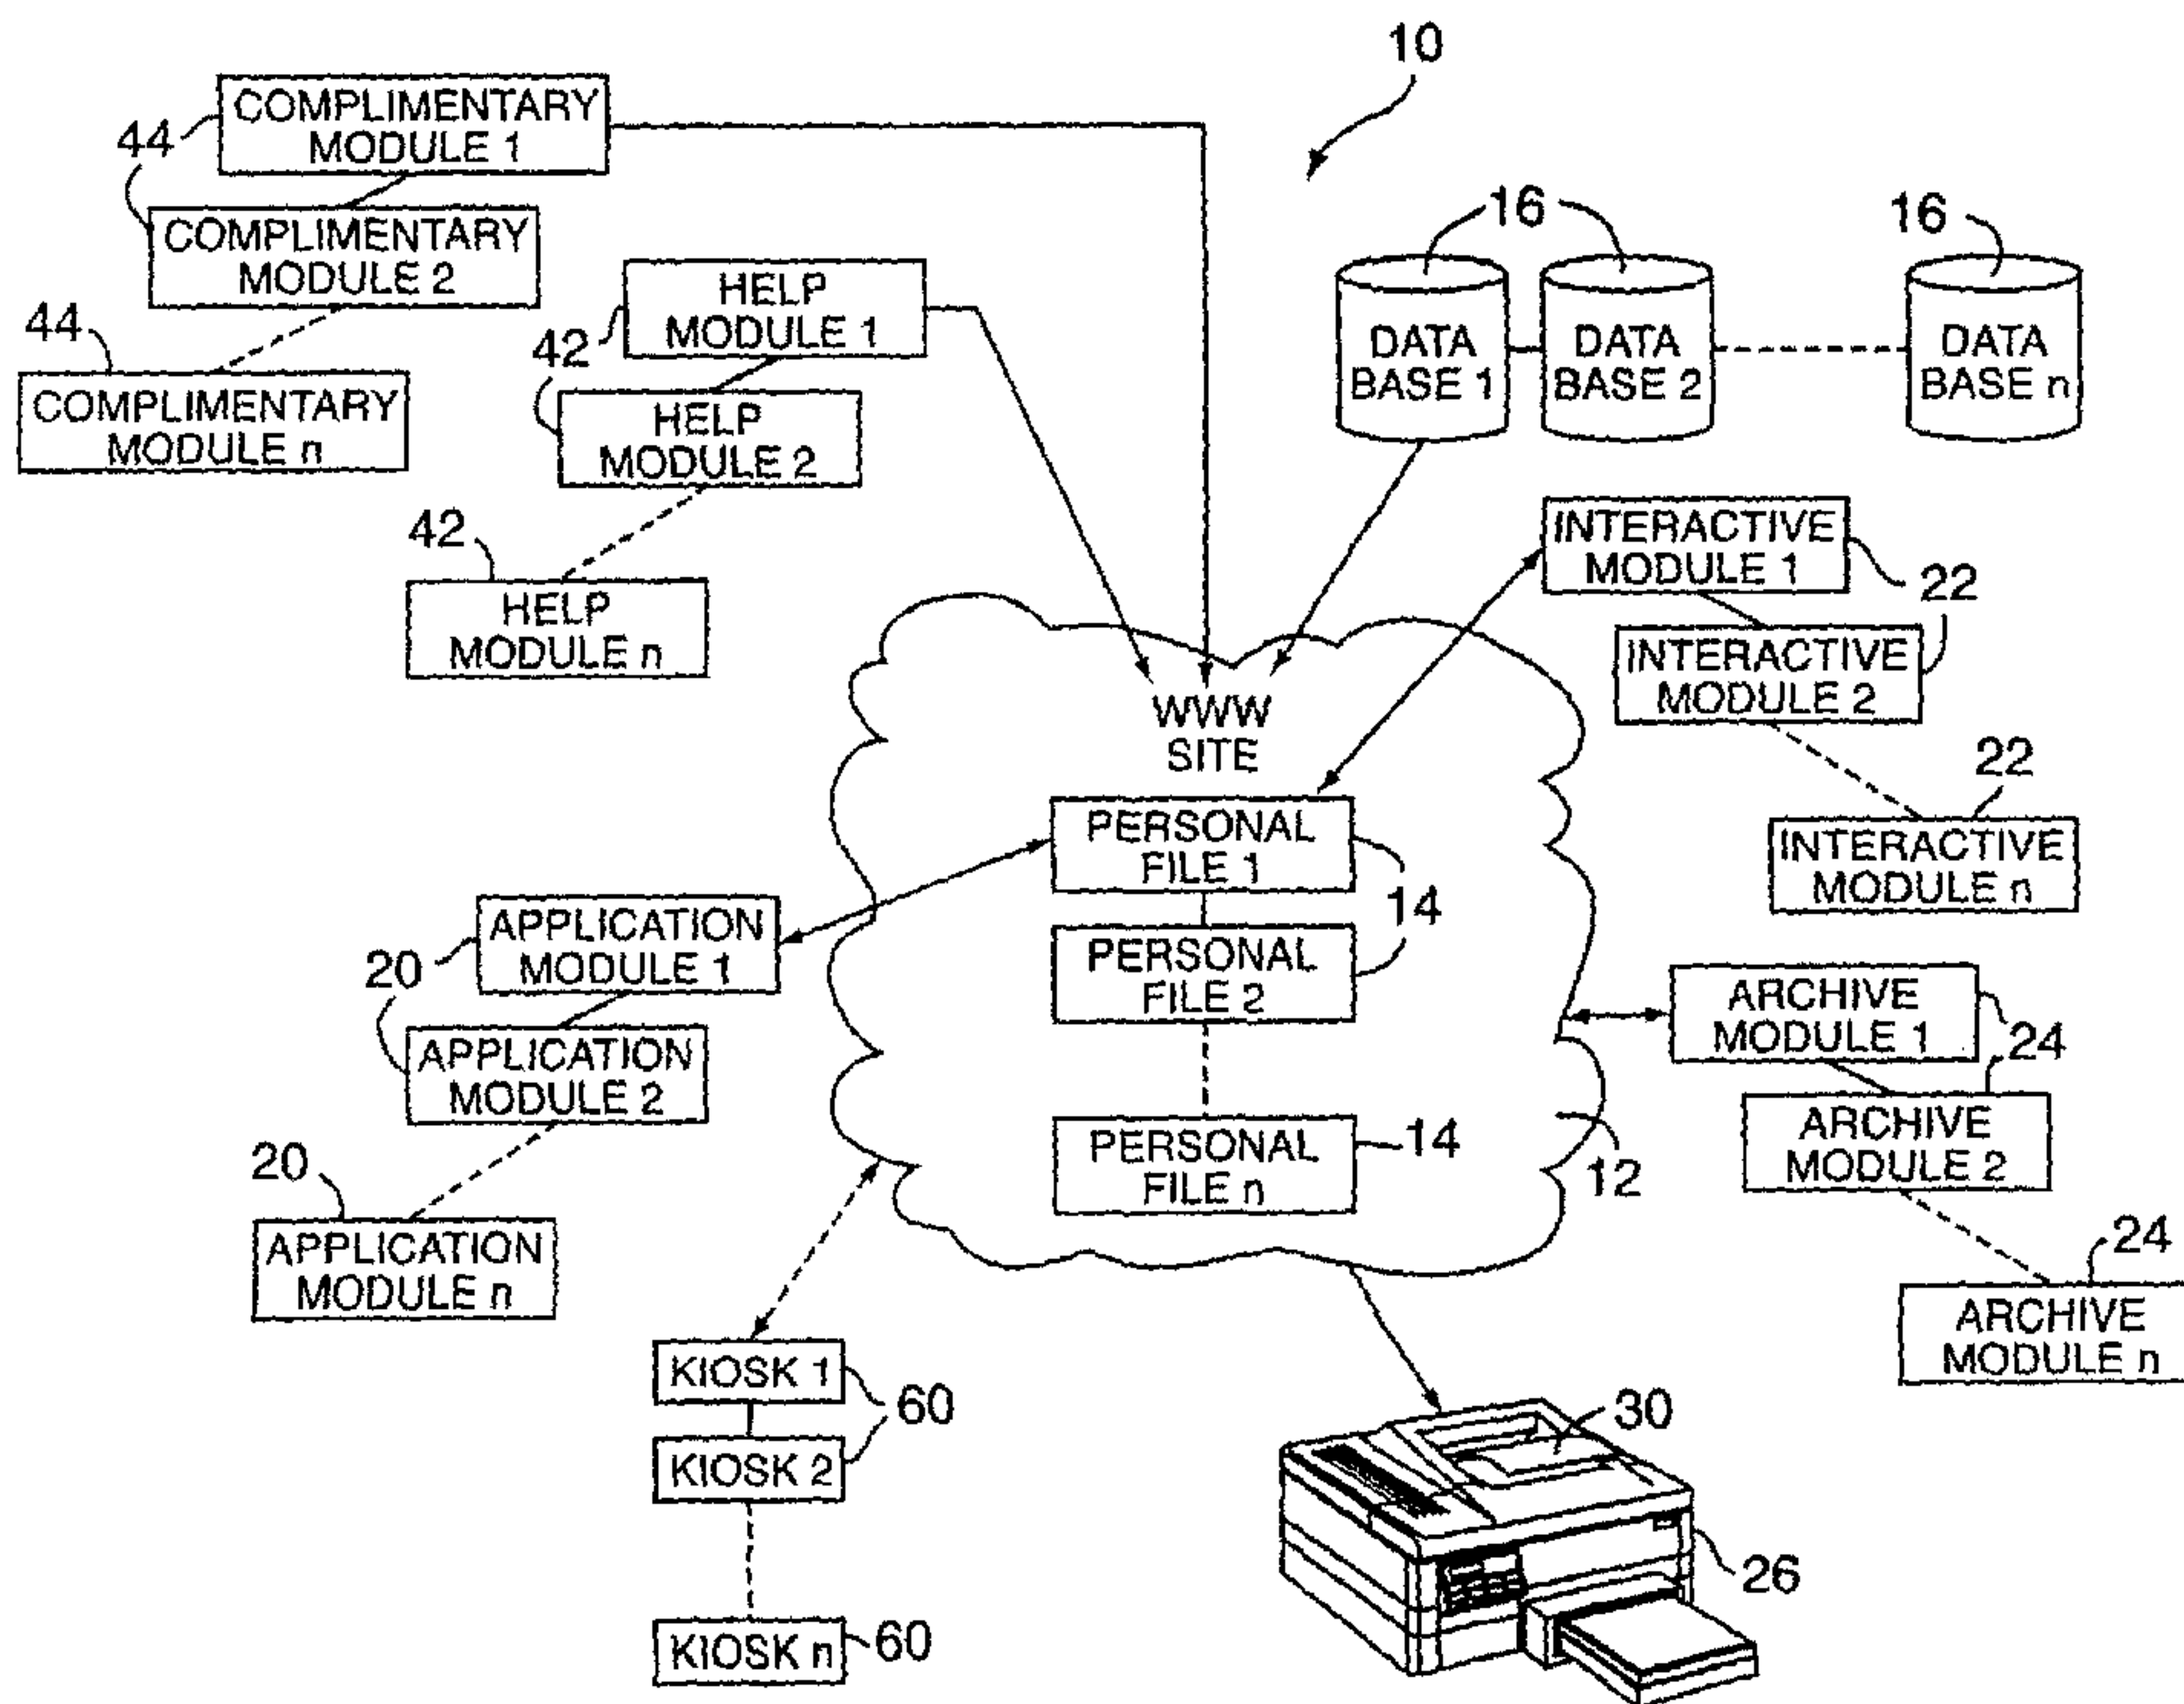 10
44
COMPLIMENTARY
MODULE 1
COMPLIMENTARY
MODULE 2
44
COMPLIMENTARY
MODULE n
42
HELP
MODULE 1
HELP
MODULE 2
42
HELP
MODULE n
16
16
DATA
BASE 1
DATA
BASE 2
DATA
BASE n
INTERACTIVE
MODULE 1
22
INTERACTIVE
MODULE 2
22
INTERACTIVE
MODULE n
WWW
SITE
PERSONAL
FILE 1
14
PERSONAL
FILE 2
PERSONAL
FILE n
14
12
20
APPLICATION
MODULE 1
APPLICATION
MODULE 2
20
APPLICATION
MODULE n
ARCHIVE
MODULE 1
24
ARCHIVE
MODULE 2
24
ARCHIVE
MODULE n
KIOSK 1
60
KIOSK 2
KIOSK n
60
30
26